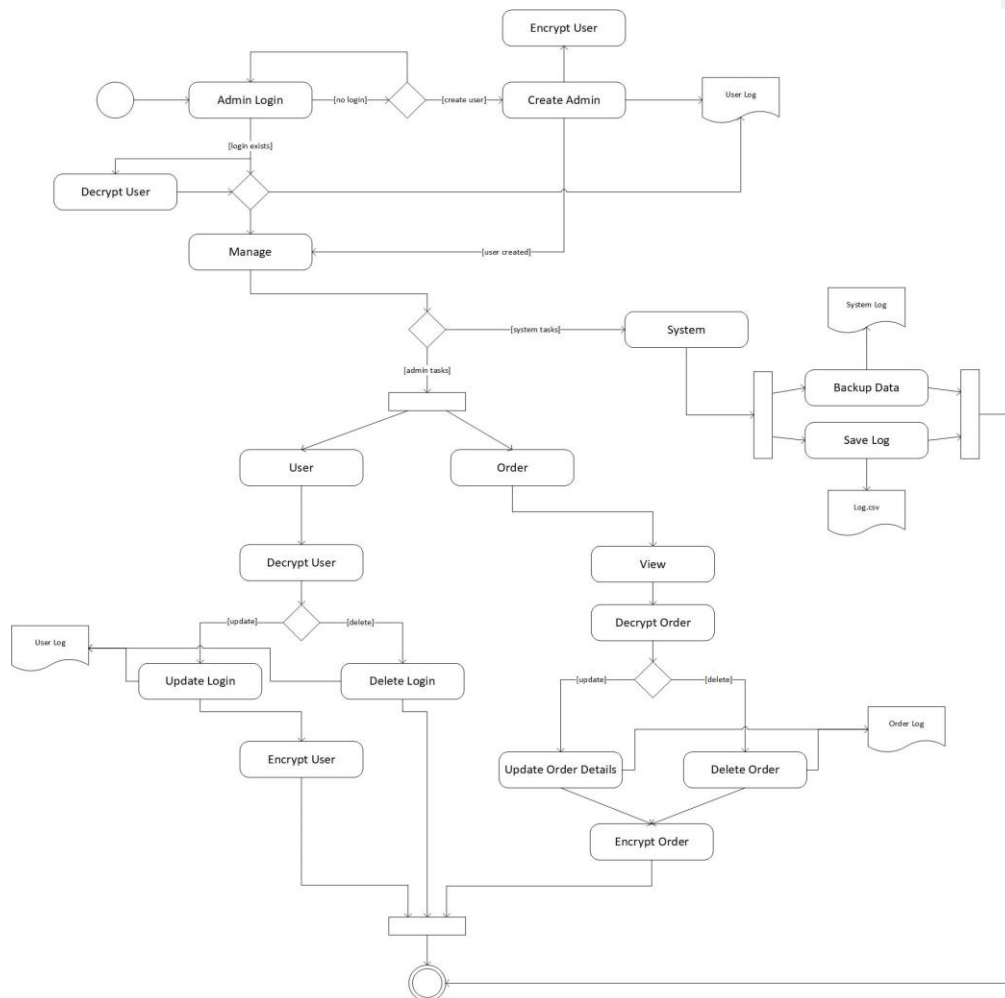 Encrypt User
Admin Login
[no login]
[create user]
Create Admin
User Log
[login exists]
Decrypt User
Manage
[user created]
System Log
[system tasks]
System
[admin tasks]
Backup Data
Save Log
User
Order
Log.csv
Decrypt User
View
[update]
[delete]
Decrypt Order
User Log
Update Login
Delete Login
[update]
[delete]
Order Log
Encrypt User
Update Order Details
Delete Order
Encrypt Order